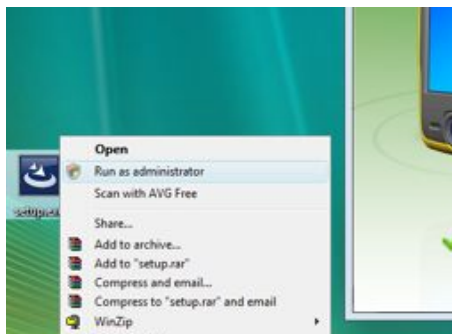 Open
Run as administrator
Scan with AVG Free
Share...
Add to archive...
Add to "setup.rar"
Compress and email...
Compress to "setup.rar" and email
WinZip